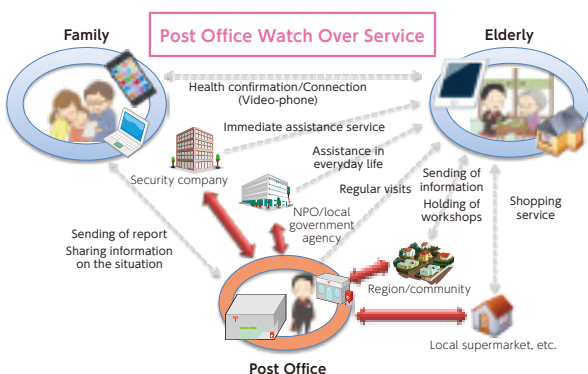 Post Office Watch Over Service
Family
Elderly
Health confirmation/Connection
(Video-phone)
Immediate assistance service
Security company
Assistance in
everyday life
NPO/local
government
agency
Regular visits
Sending of
information
Holding of
workshops
Shopping
service
Sending of report
Sharing information
on the situation
Region/community
Local supermarket, etc.
Post Office